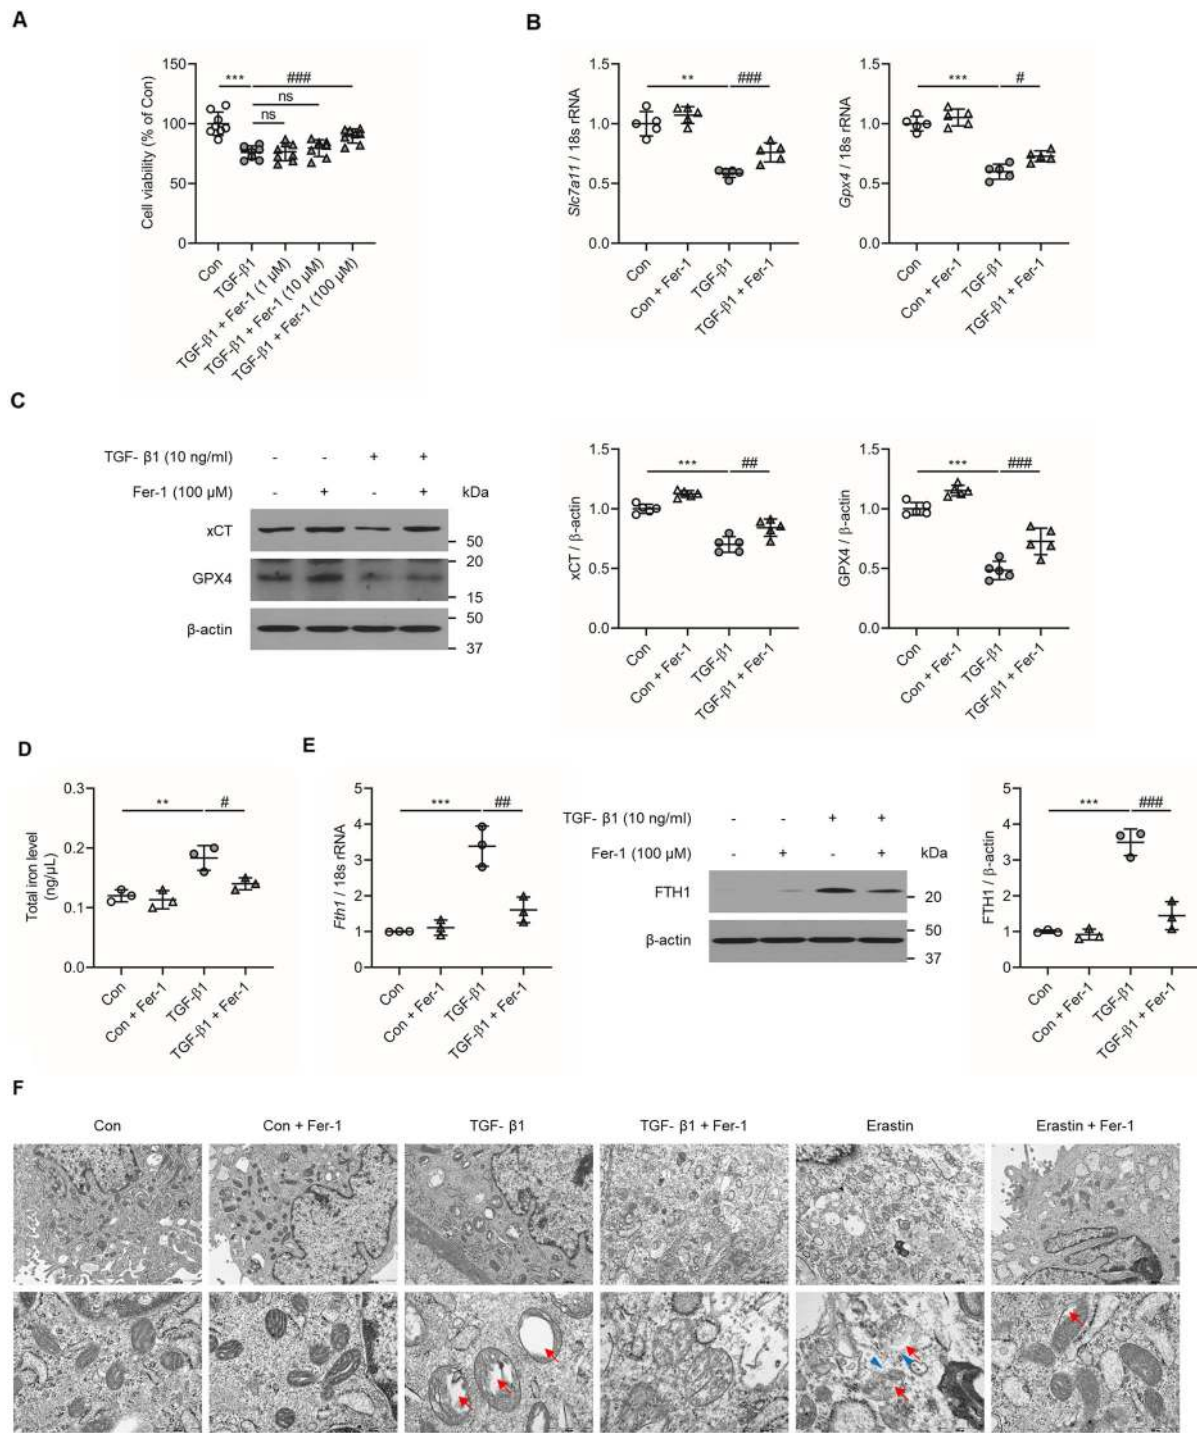 A
B
150
100
50
0
Cell viability (% of Con)
*** ###
ns
ns
Con
TGF-β1
TGF-β1 + Fer-1 (1 μM)
TGF-β1 + Fer-1 (10 μM)
TGF-β1 + Fer-1 (100 μM)
1.5
1.0
0.5
0.0
Slc7a11 / 18s rRNA
** ###
Con
Con + Fer-1
TGF-β1
TGF-β1 + Fer-1
1.5
1.0
0.5
0.0
Gpx4 / 18s rRNA
*** #
Con
Con + Fer-1
TGF-β1
TGF-β1 + Fer-1
C
TGF- β1 (10 ng/ml) - - + +
Fer-1 (100 μM) - + - + kDa
xCT
50
20
GPX4
15
50
β-actin
37
1.5
1.0
0.5
0.0
xCT / β-actin
*** ##
Con
Con + Fer-1
TGF-β1
TGF-β1 + Fer-1
1.5
1.0
0.5
0.0
GPX4 / β-actin
*** ###
Con
Con + Fer-1
TGF-β1
TGF-β1 + Fer-1
D
0.3
0.2
0.1
0.0
Total iron level
(ng/μL)
** #
Con
Con + Fer-1
TGF-β1
TGF-β1 + Fer-1
E
5
4
3
2
1
0
Fth1 / 18s rRNA
*** ##
Con
Con + Fer-1
TGF-β1
TGF-β1 + Fer-1
TGF- β1 (10 ng/ml) - - + +
Fer-1 (100 μM) - + - + kDa
FTH1
20
50
β-actin
37
5
4
3
2
1
0
FTH1 / β-actin
*** ###
Con
Con + Fer-1
TGF-β1
TGF-β1 + Fer-1
F
Con Con + Fer-1 TGF- β1 TGF- β1 + Fer-1 Erastin Erastin + Fer-1